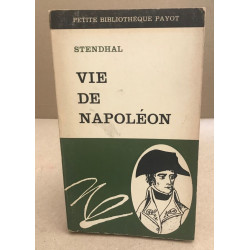 PETITE BIBLIOTHÈQUE PAYOT
STENDHAL
VIE
DE
NAPOLÉON